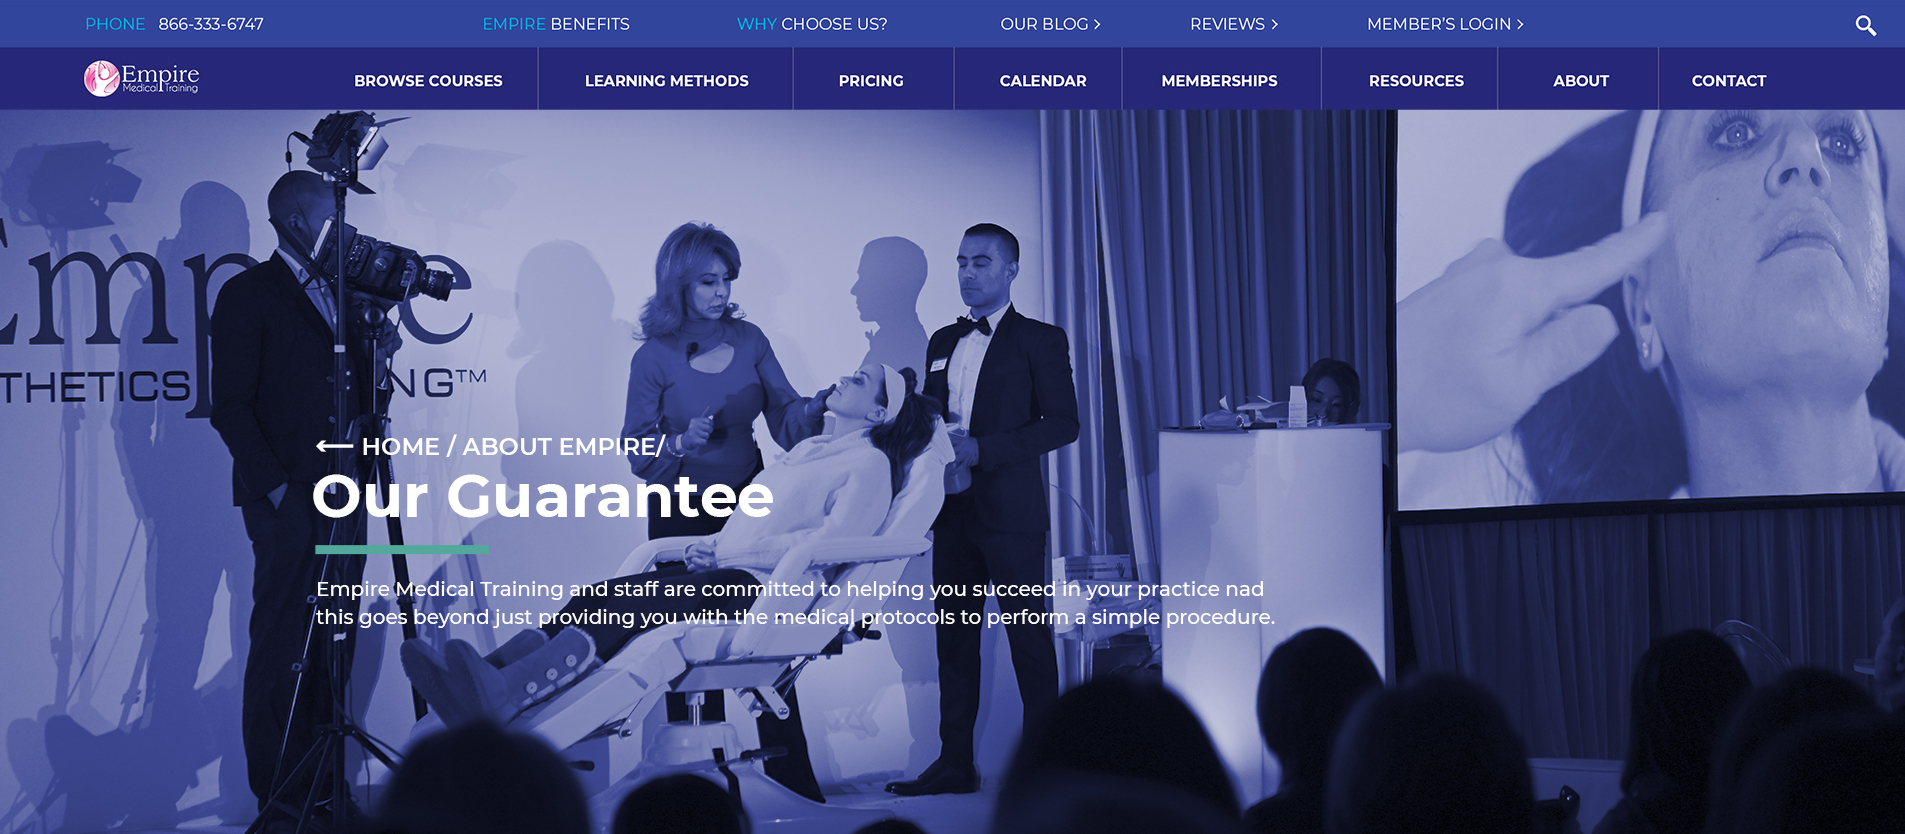 PHONE 866-333-6747 EMPIRE BENEFITS WHY CHOOSE US? OUR BLOG > REVIEWS > MEMBER'S LOGIN >
Empire
Medical Training
BROWSE COURSES LEARNING METHODS PRICING CALENDAR MEMBERSHIPS RESOURCES ABOUT CONTACT
Empire
THETICS NG™
← HOME / ABOUT EMPIRE/
Our Guarantee
Empire Medical Training and staff are committed to helping you succeed in your practice nad
this goes beyond just providing you with the medical protocols to perform a simple procedure.